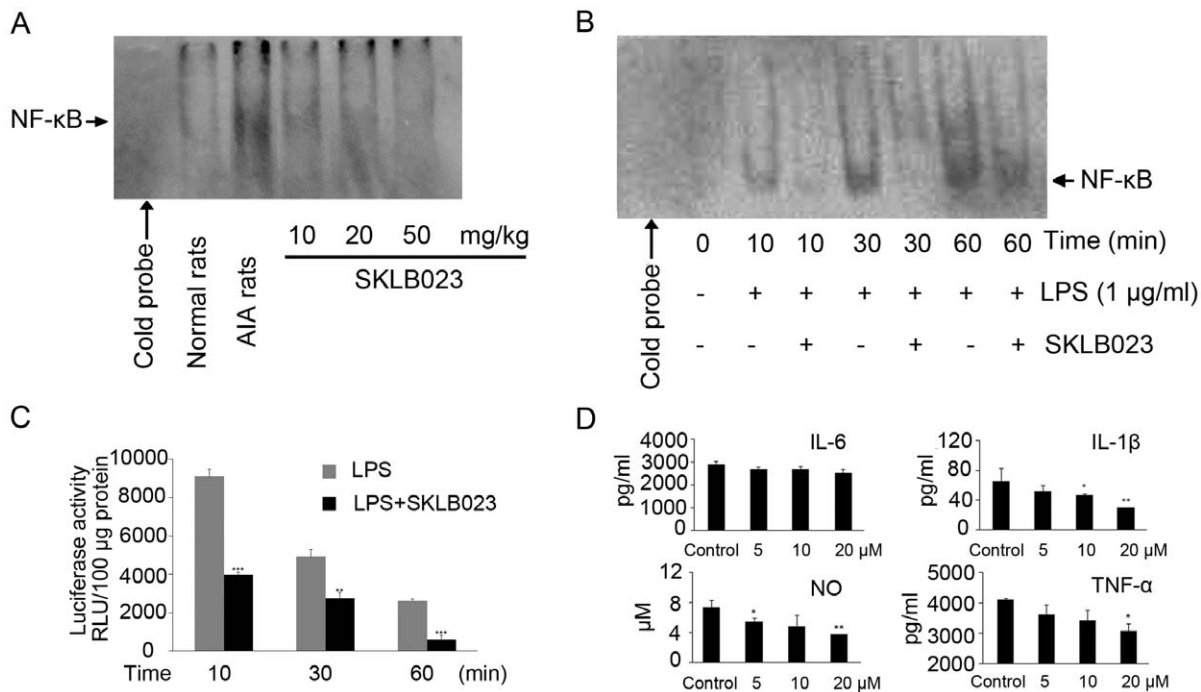 A
NF-κB
Cold probe
Normal rats
AIA rats
10 20 50 mg/kg
SKLB023
B
NF-κB
Cold probe
0 10 10 30 30 60 60 Time (min)
- + + + + + + LPS (1 μg/ml)
- - + - + - + SKLB023
C
Luciferase activity
RLU/100 μg protein
10000
8000
6000
4000
2000
0
LPS
LPS+SKLB023
***
**
***
Time 10 30 60 (min)
D
IL-6
pg/ml
4000
3000
2000
1000
0
Control 5 10 20 μM
IL-1β
pg/ml
120
80
40
0
*
**
Control 5 10 20 μM
NO
μM
12
8
4
0
*
**
Control 5 10 20 μM
TNF-α
pg/ml
5000
4000
3000
2000
*
Control 5 10 20 μM